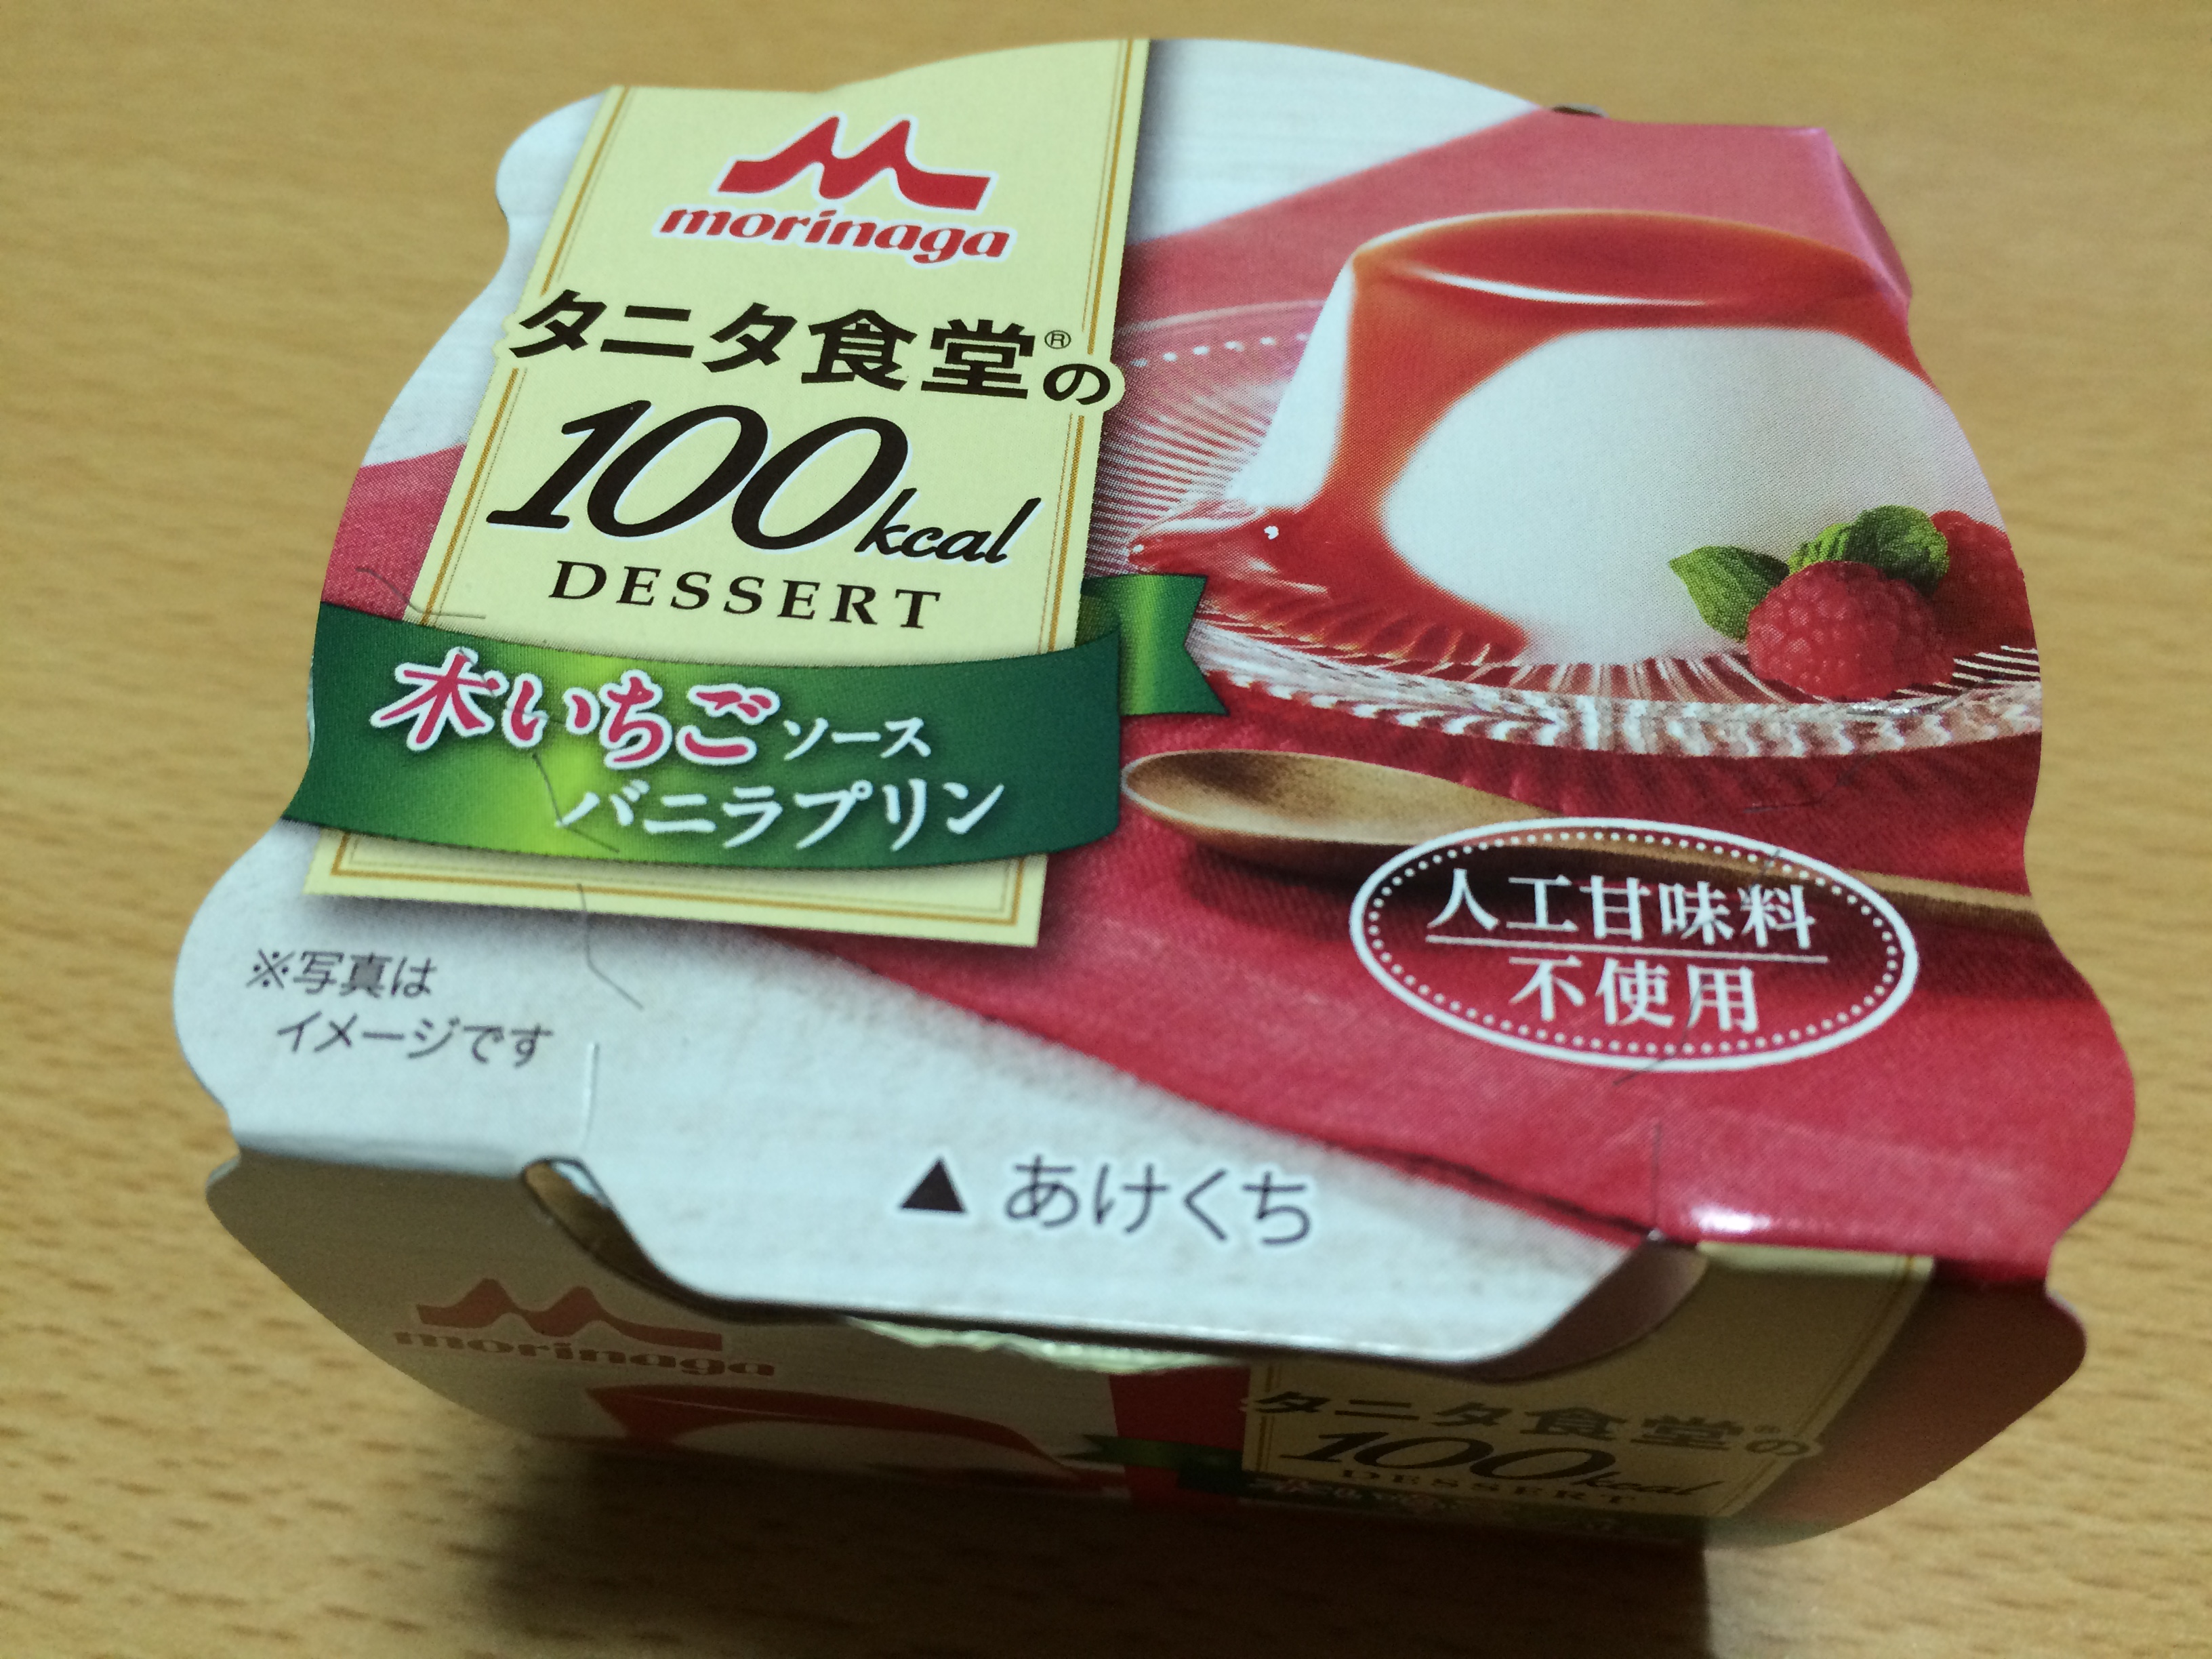 morinaga
タニタ食堂®の
100kcal
DESSERT
木いちごソース
バニラプリン
人工甘味料
不使用
※写真は
イメージです
▲あけくち
morinaga
タニタ食堂®の
100kcal
DESSERT